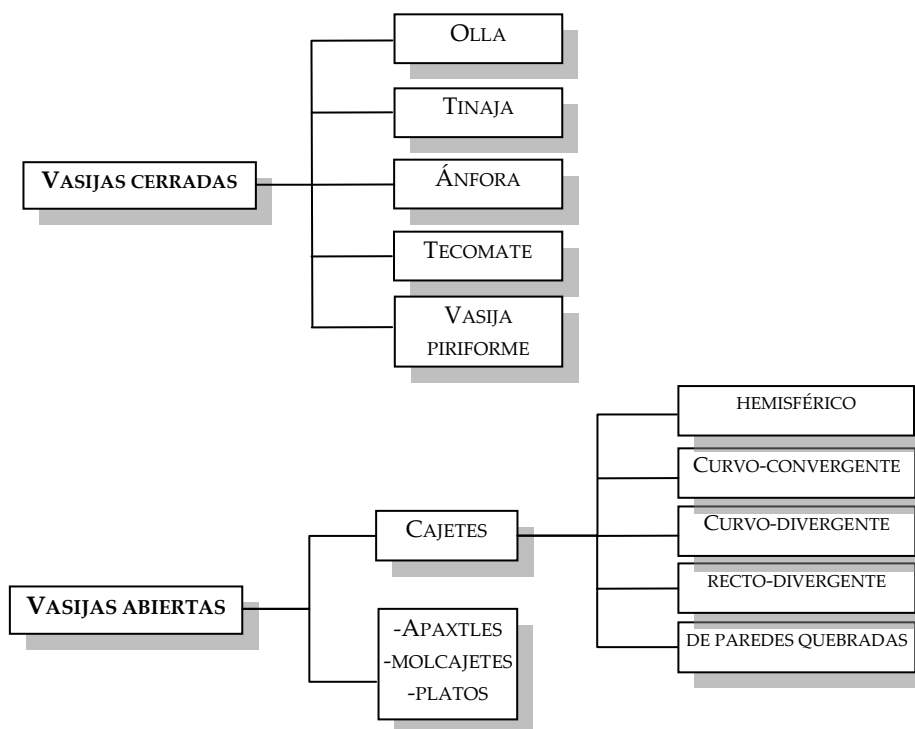 OLLA
TINAJA
ÁNFORA
VASIJAS CERRADAS
TECOMATE
VASIJA
PIRIFORME
HEMISFÉRICO
CURVO-CONVERGENTE
CAJETES
CURVO-DIVERGENTE
RECTO-DIVERGENTE
VASIJAS ABIERTAS
-APAXTLES
-MOLCAJETES
-PLATOS
DE PAREDES QUEBRADAS